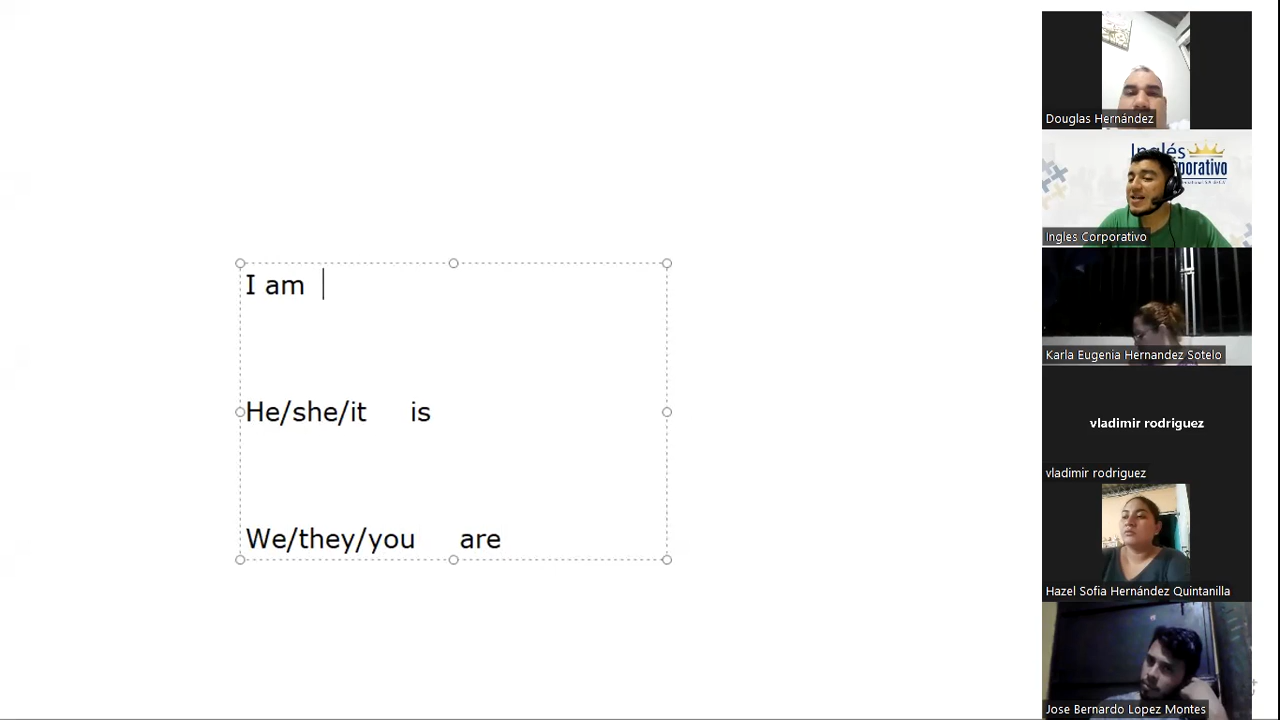 I am
He/she/it is
We/they/you are
Douglas Hernández
Inglés
porativo
Ingles Corporativo
Karla Eugenia Hernandez Sotelo
vladimir rodriguez
vladimir rodriguez
Hazel Sofia Hernández Quintanilla
Jose Bernardo Lopez Montes